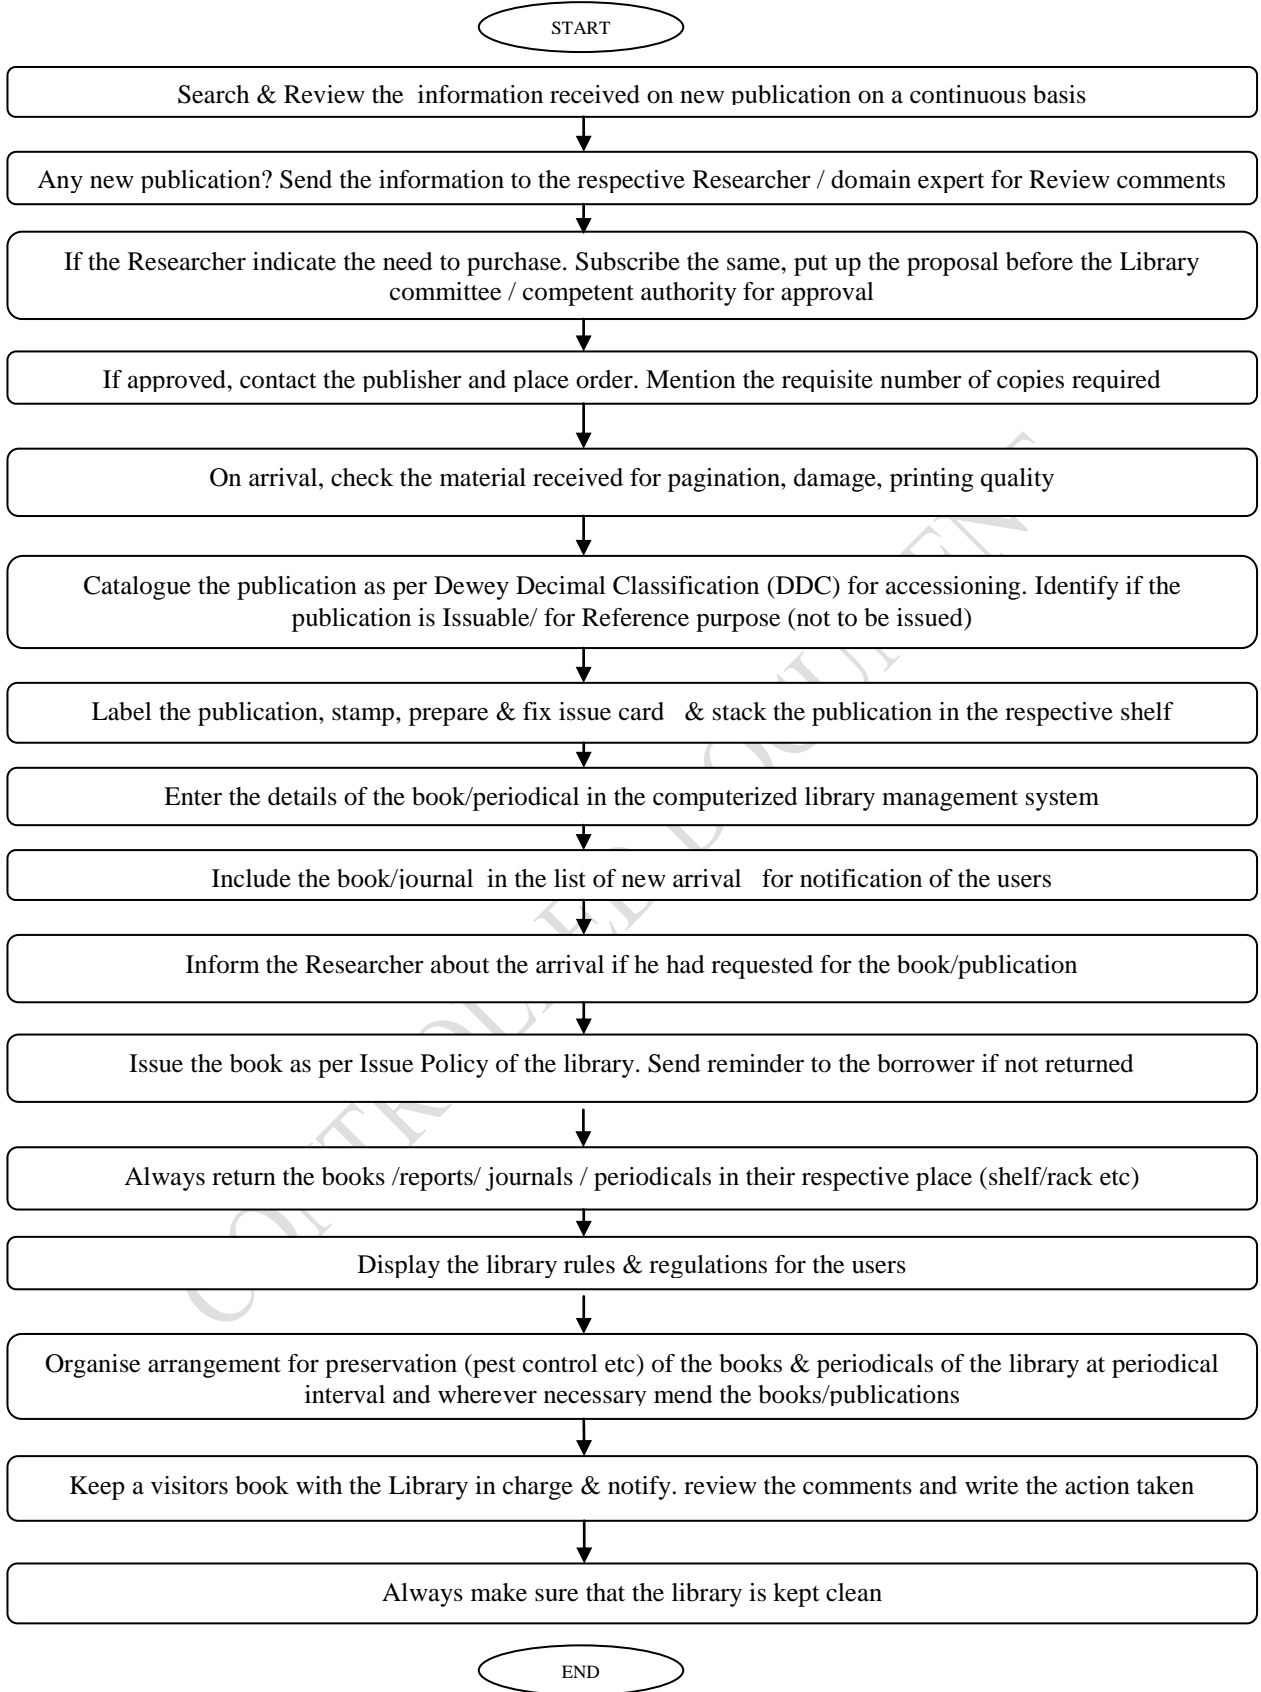 START
Search & Review the information received on new publication on a continuous basis
Any new publication? Send the information to the respective Researcher / domain expert for Review comments
If the Researcher indicate the need to purchase. Subscribe the same, put up the proposal before the Library
committee / competent authority for approval
If approved, contact the publisher and place order. Mention the requisite number of copies required
On arrival, check the material received for pagination, damage, printing quality
Catalogue the publication as per Dewey Decimal Classification (DDC) for accessioning. Identify if the
publication is Issuable/ for Reference purpose (not to be issued)
Label the publication, stamp, prepare & fix issue card & stack the publication in the respective shelf
Enter the details of the book/periodical in the computerized library management system
Include the book/journal in the list of new arrival for notification of the users
Inform the Researcher about the arrival if he had requested for the book/publication
Issue the book as per Issue Policy of the library. Send reminder to the borrower if not returned
Always return the books /reports/ journals / periodicals in their respective place (shelf/rack etc)
Display the library rules & regulations for the users
Organise arrangement for preservation (pest control etc) of the books & periodicals of the library at periodical
interval and wherever necessary mend the books/publications
Keep a visitors book with the Library in charge & notify. review the comments and write the action taken
Always make sure that the library is kept clean
END
CONTROLLED DOCUMENT